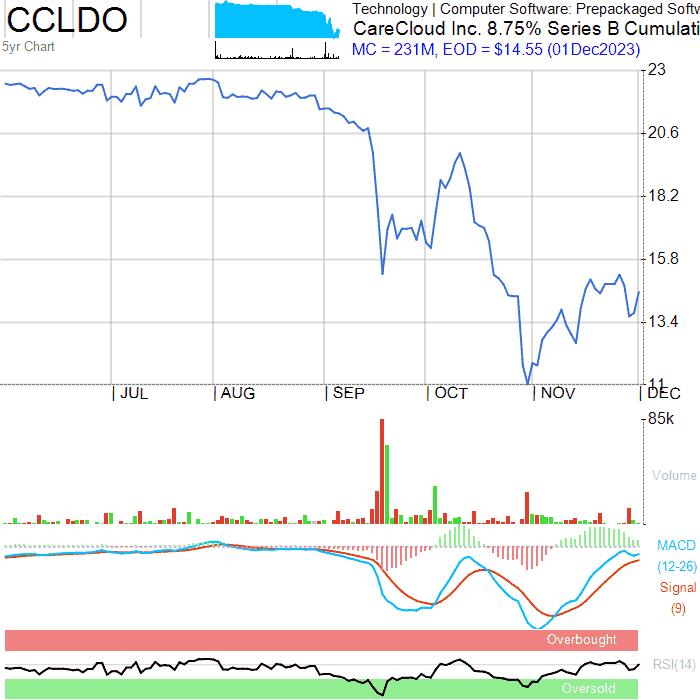 CCLDO
5yr Chart
Technology | Computer Software: Prepackaged Softw
CareCloud Inc. 8.75% Series B Cumulati
MC = 231M, EOD = $14.55 (01Dec2023)
23
20.6
18.2
15.8
13.4
11
JUL
AUG
SEP
OCT
NOV
DEC
85k
Volume
MACD
(12-26)
Signal
(9)
Overbought
RSI(14)
Oversold